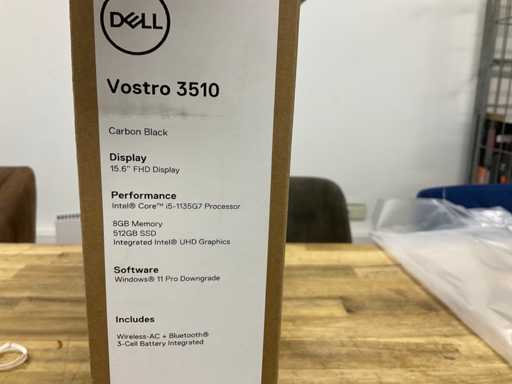 DELL
Vostro 3510
Carbon Black
Display
15.6" FHD Display
Performance
Intel® Core™ i5-1135G7 Processor
8GB Memory
512GB SSD
Integrated Intel® UHD Graphics
Software
Windows® 11 Pro Downgrade
Includes
Wireless-AC + Bluetooth®
3-Cell Battery Integrated